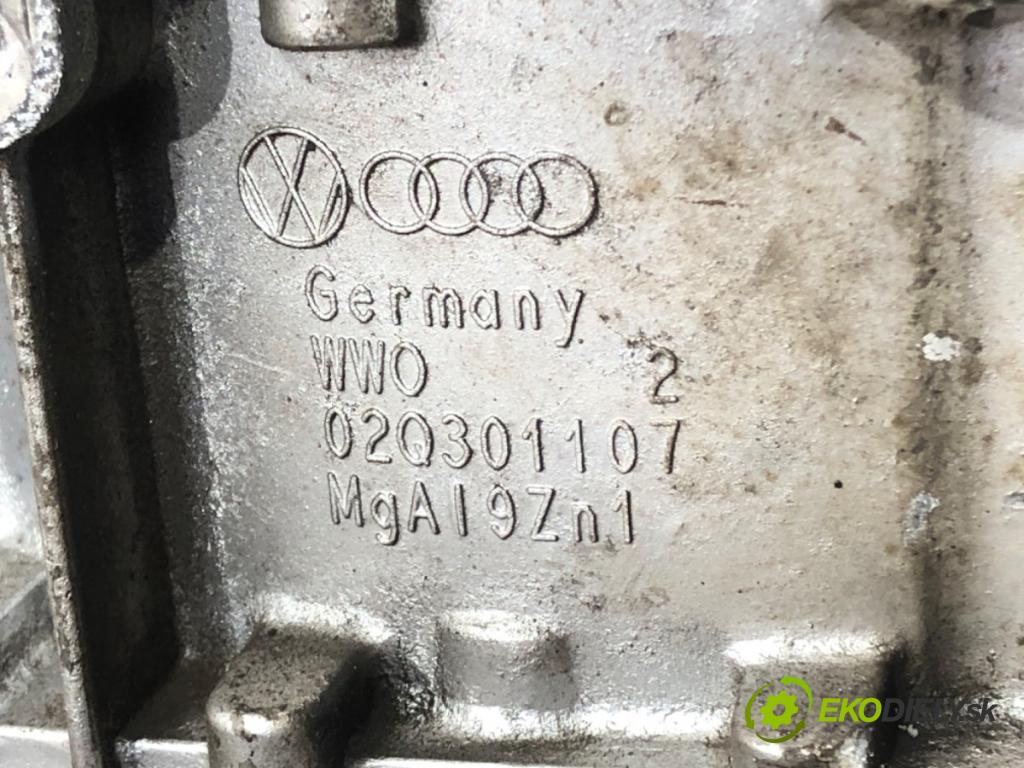 Germany
WWO 2
02Q301107
MgAl9Zn1
EKODIELY.sk